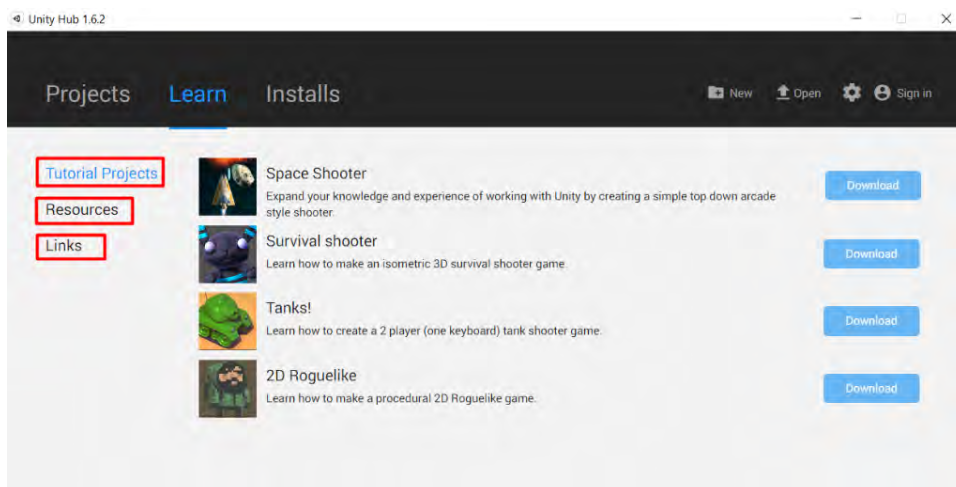 Unity Hub 1.6.2
Projects Learn Installs New Open Sign in
Tutorial Projects
Resources
Links
Space Shooter
Expand your knowledge and experience of working with Unity by creating a simple top down arcade
style shooter.
Download
Survival shooter
Learn how to make an isometric 3D survival shooter game.
Download
Tanks!
Learn how to create a 2 player (one keyboard) tank shooter game.
Download
2D Roguelike
Learn how to make a procedural 2D Roguelike game.
Download